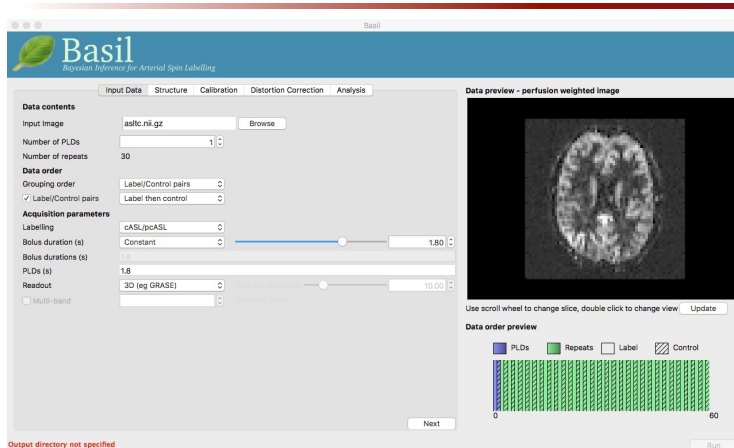 Basil
Basil
Bayesian Inference for Arterial Spin Labelling
Input Data Structure Calibration Distortion Correction Analysis
Data contents
Input Image asltc.nii.gz Browse
Number of PLDs 1
Number of repeats 30
Data order
Grouping order Label/Control pairs
Label/Control pairs Label then control
Acquisition parameters
Labelling cASL/pcASL
Bolus duration (s) Constant 1.80
Bolus durations (s) 1.8
PLDs (s) 1.8
Readout 3D (eg GRASE) 10.00
Multi-band
Next
Data preview - perfusion weighted image
Use scroll wheel to change slice, double click to change view Update
Data order preview
PLDs Repeats Label Control
0 60
Output directory not specified Run